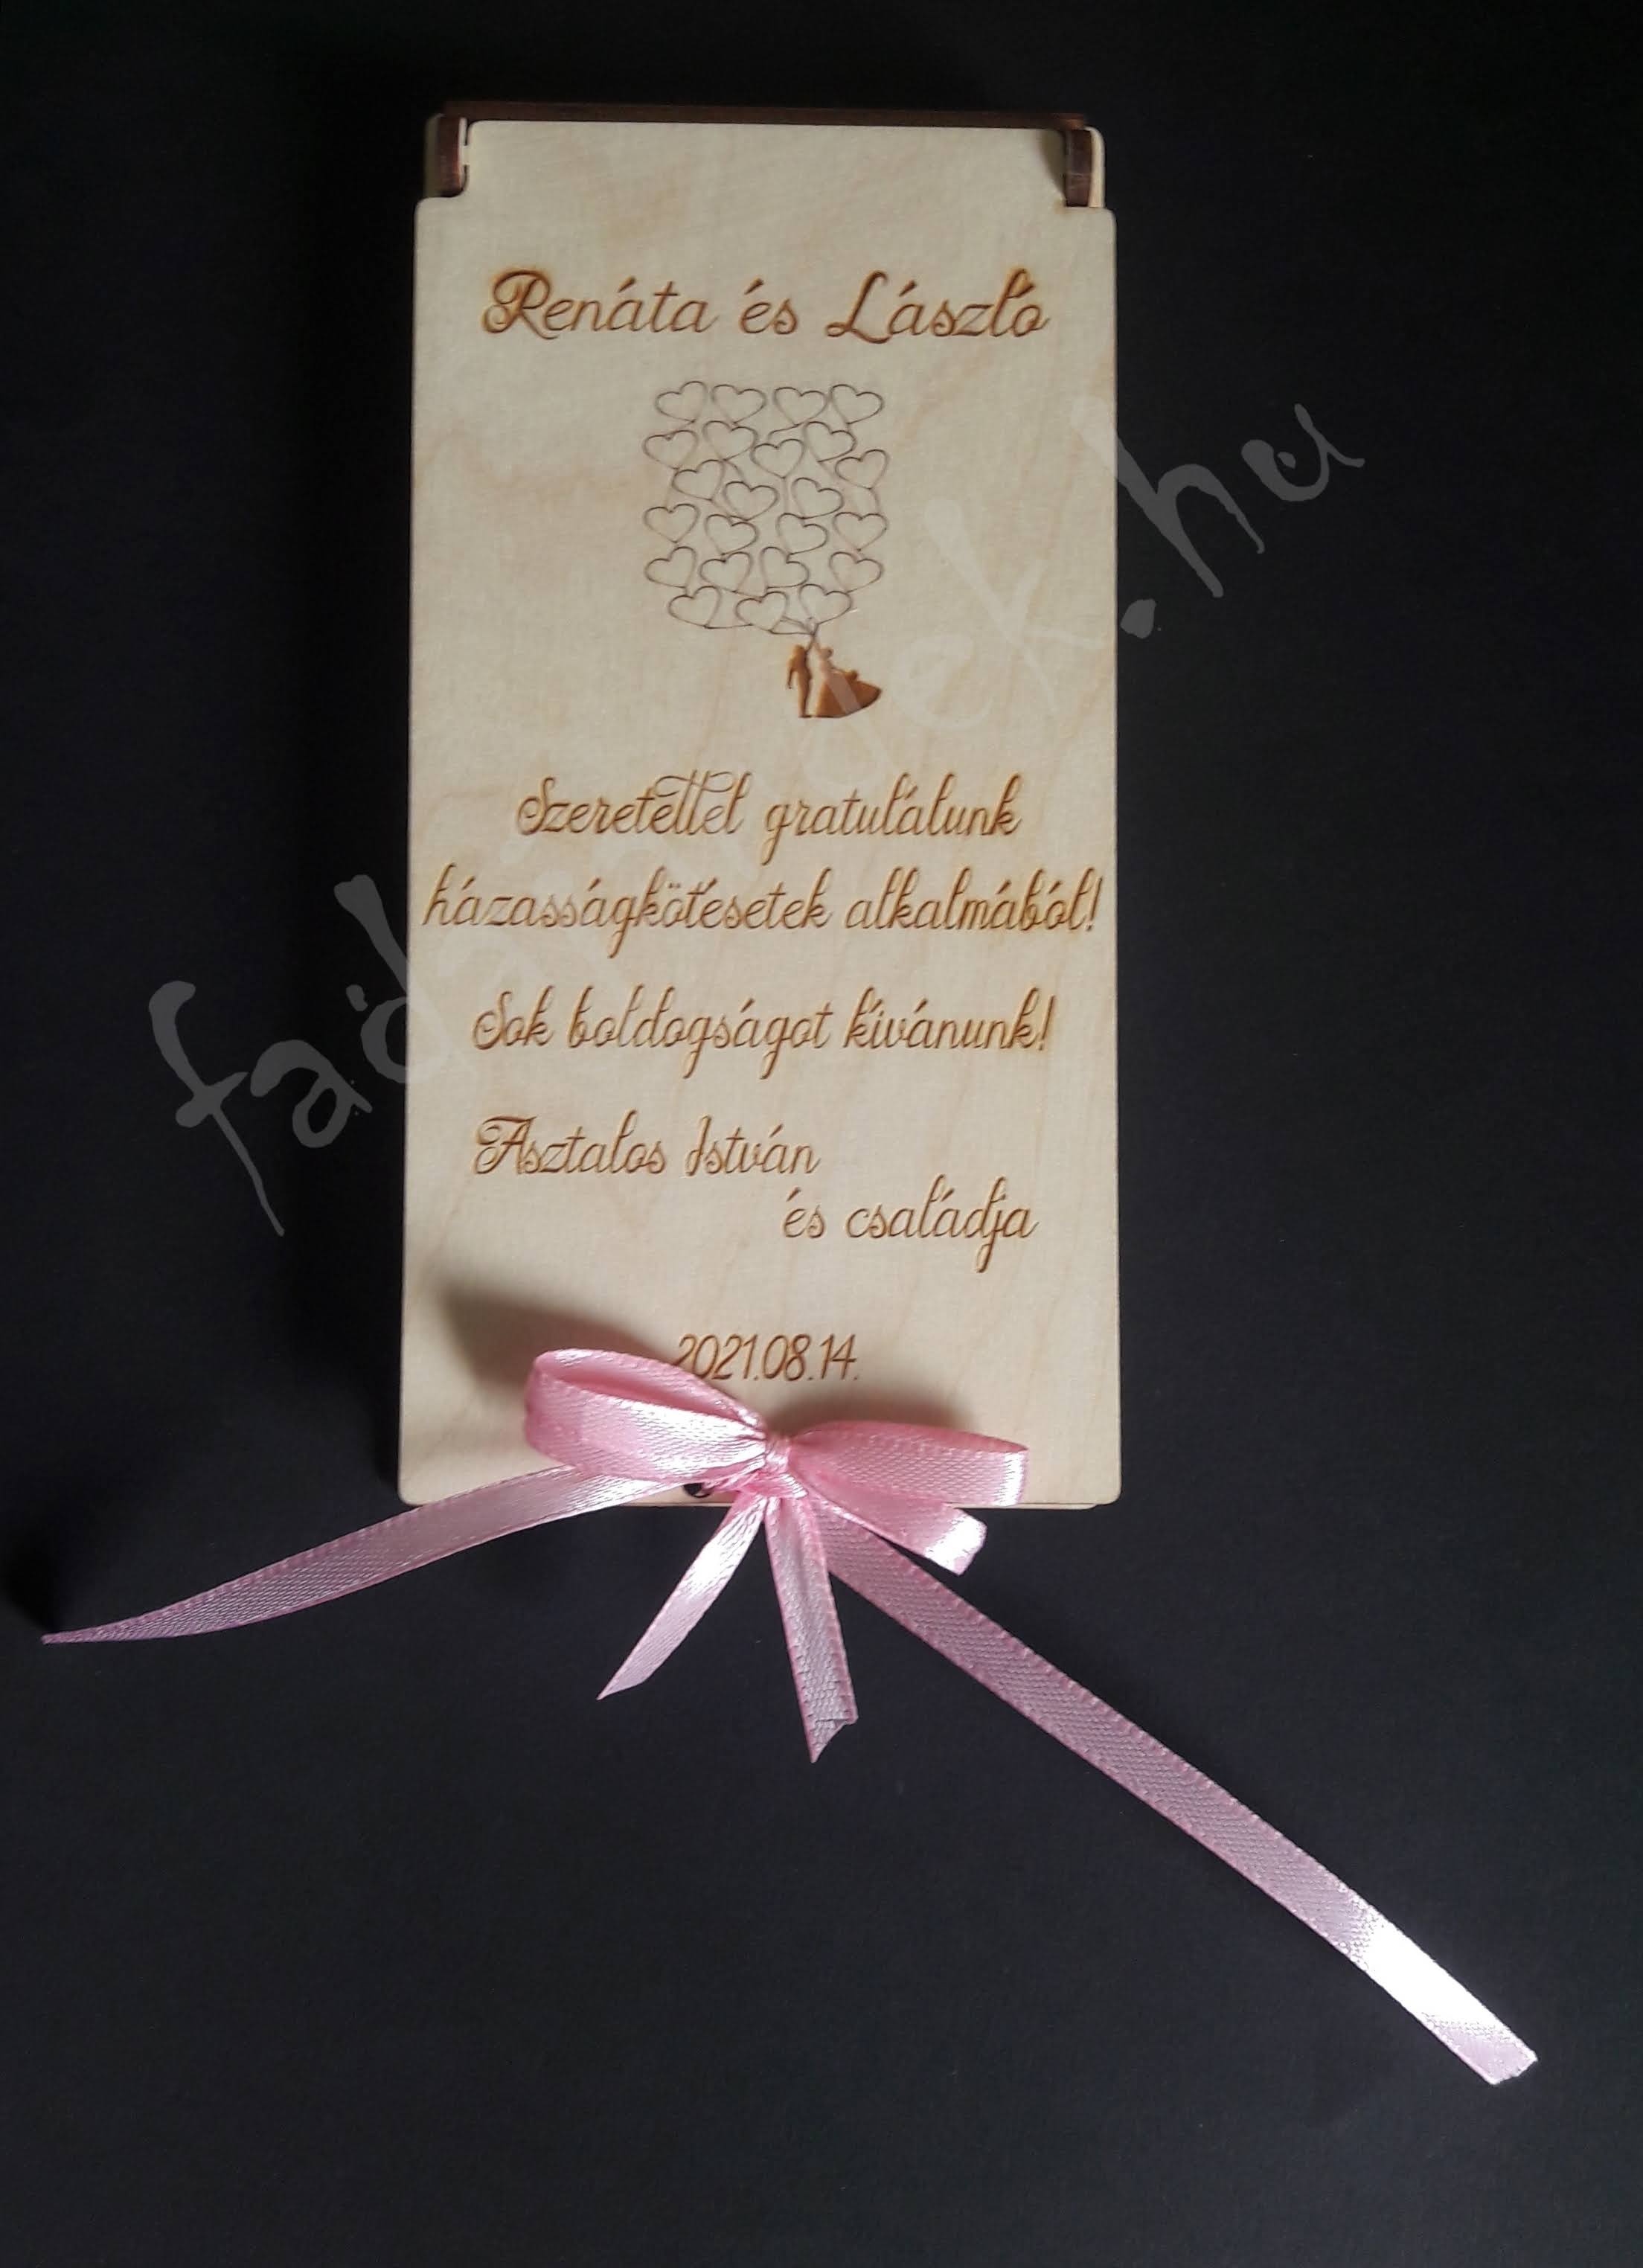 Renáta és László
Szeretettel gratulálunk
házasságkötésetek alkalmából!
Sok boldogságot kívánunk!
Asztalos István
és családja
2021.08.14.